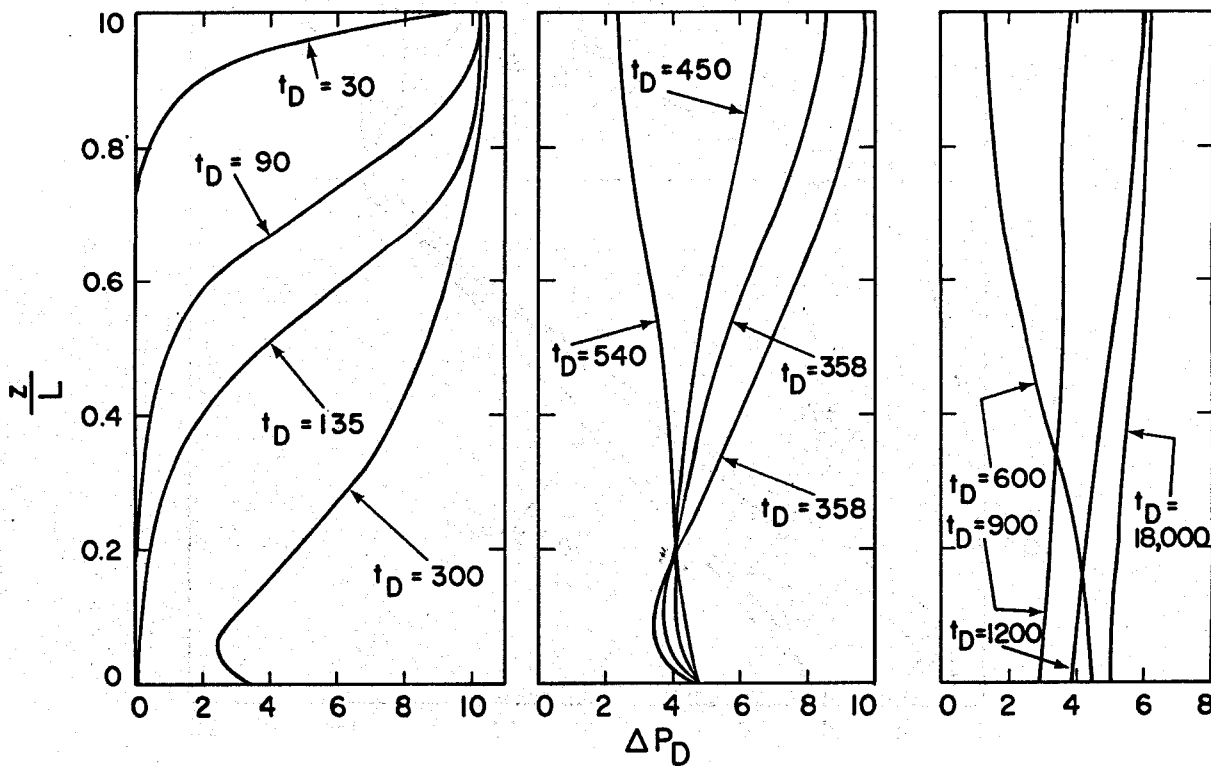 z/L
1.0
0.8
0.6
0.4
0.2
0
0 2 4 6 8 10
t_D = 30
t_D = 90
t_D = 135
t_D = 300
0 2 4 6 8 10
t_D=450
t_D=540
t_D=358
t_D=358
0 2 4 6 8
t_D=600
t_D=900
t_D=1200
t_D=
18,000
ΔP_D